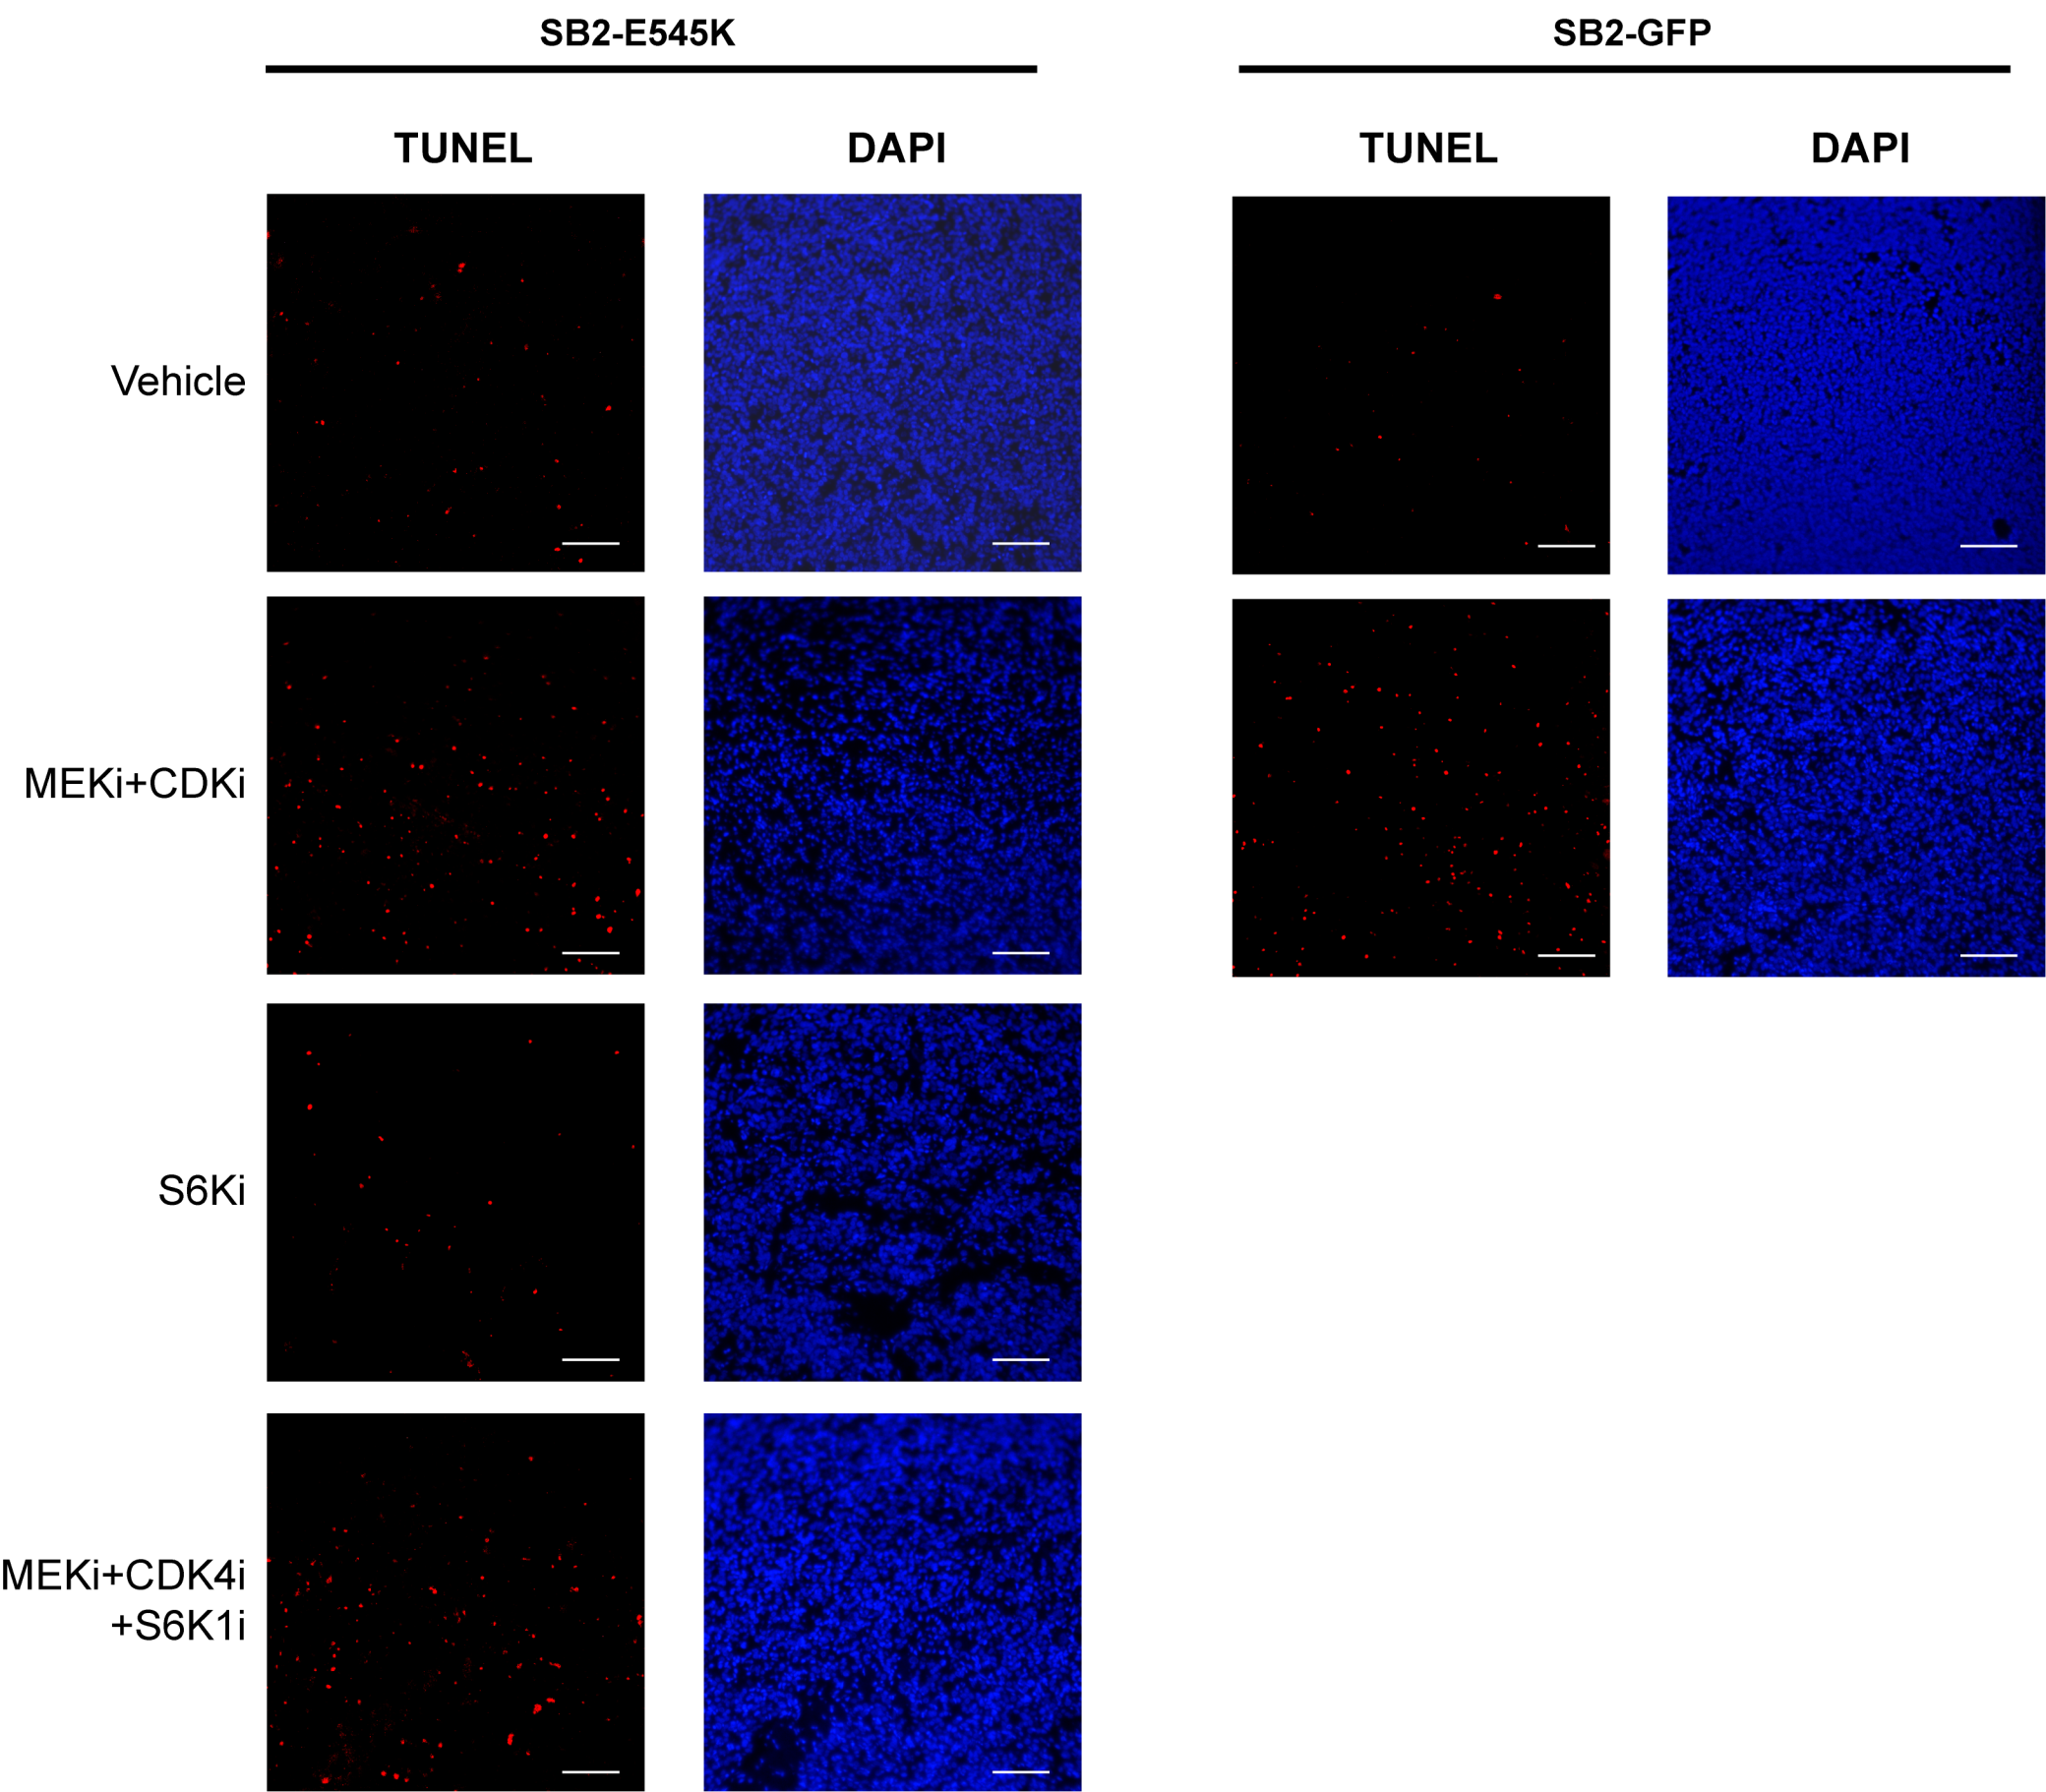 SB2-E545K
SB2-GFP
TUNEL
DAPI
TUNEL
DAPI
Vehicle
MEKi+CDKi
S6Ki
MEKi+CDK4i
+S6K1i